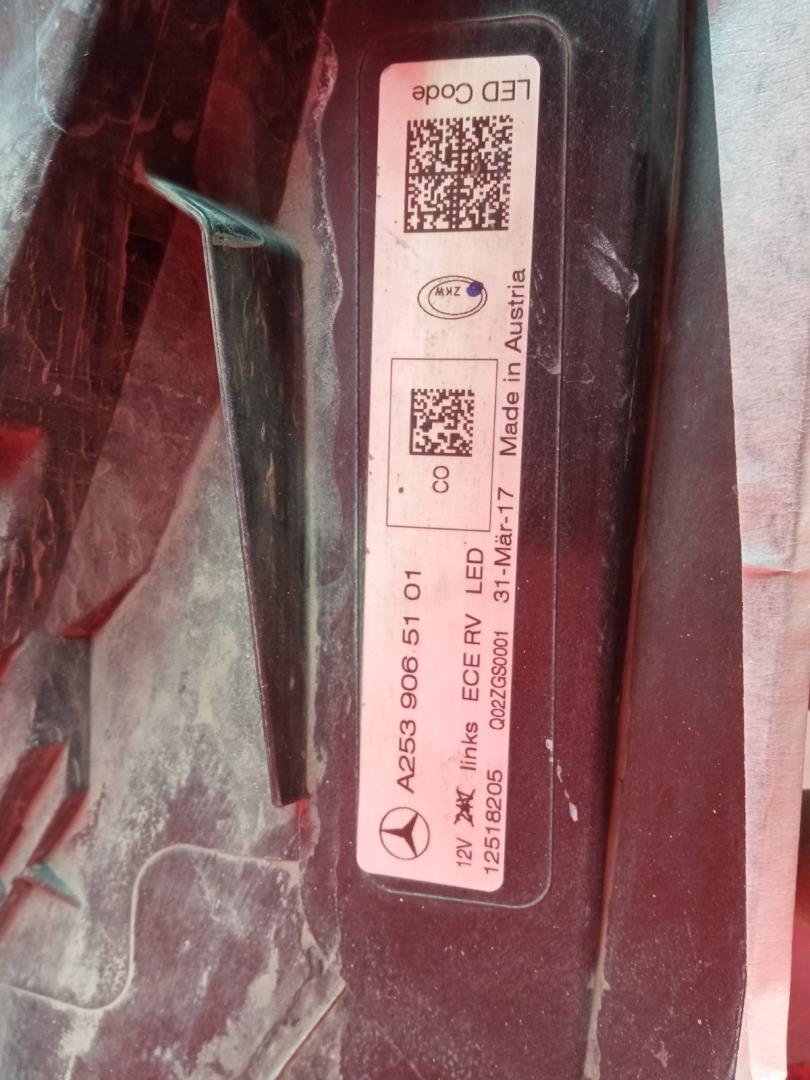 A253 906 51 01
12V 24V links ECE RV LED
12518205 Q02ZGS0001 31-Mär-17 Made in Austria
CO
ZKW
LED Code